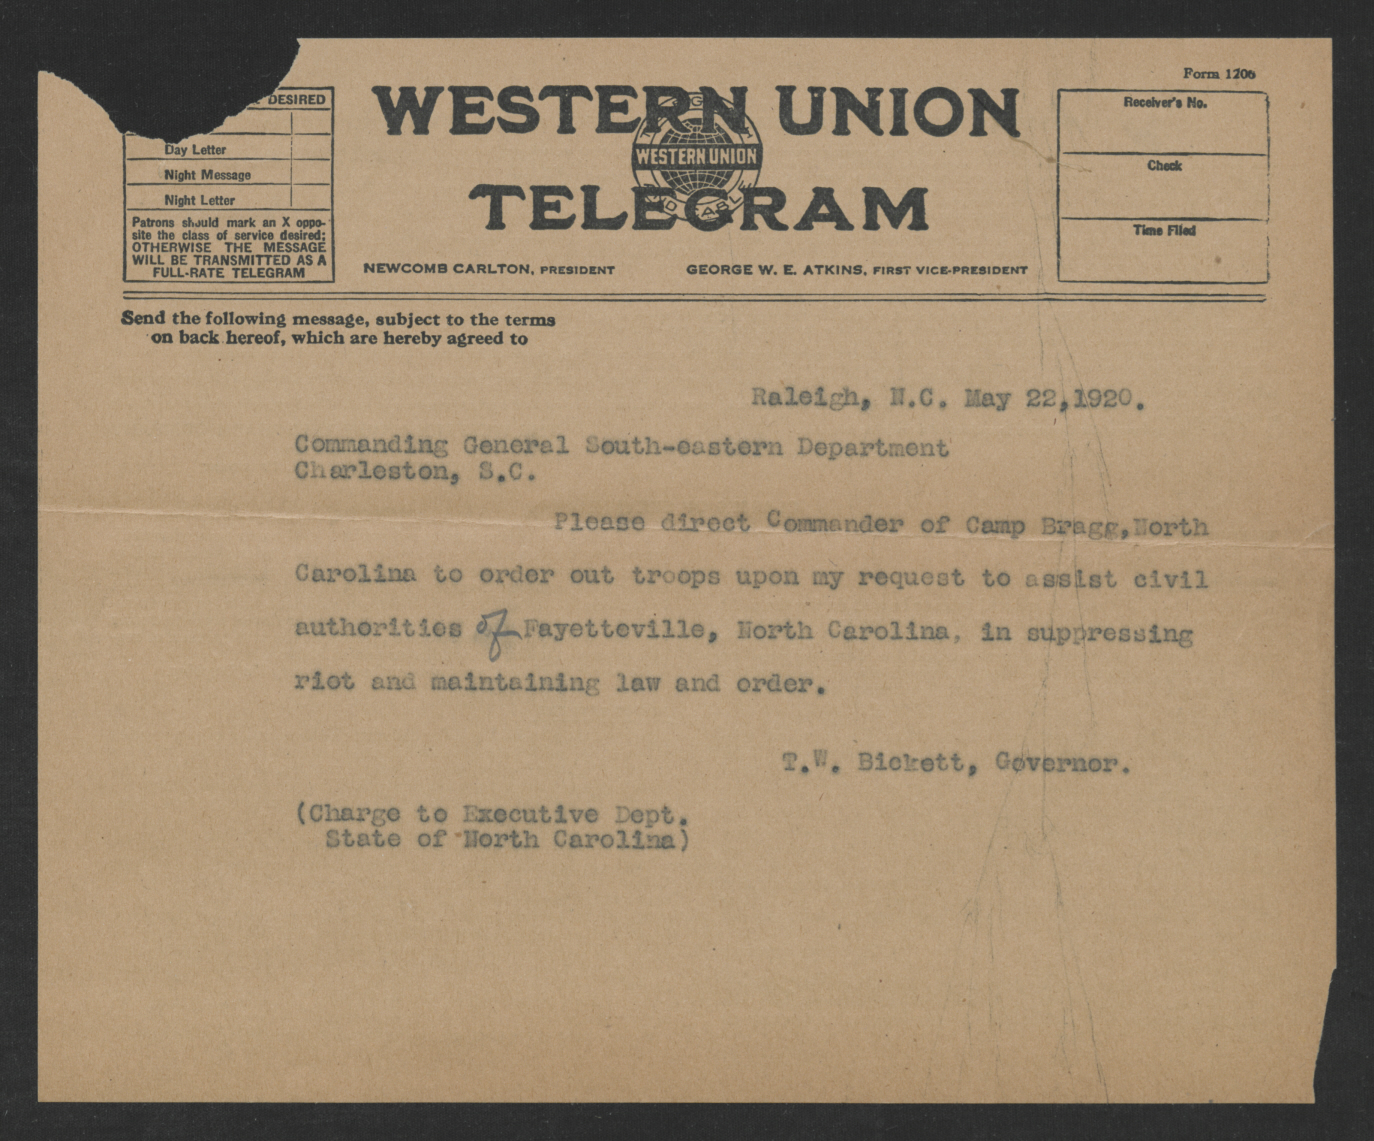 Form 1206
DESIRED
Day Letter
Night Message
Night Letter
Patrons should mark an X oppo-
site the class of service desired;
OTHERWISE THE MESSAGE
WILL BE TRANSMITTED AS A
FULL-RATE TELEGRAM
WESTERN UNION
WESTERN UNION
TELEGRAM
NEWCOMB CARLTON, PRESIDENT
GEORGE W. E. ATKINS, FIRST VICE-PRESIDENT
Receiver's No.
Check
Time Filed
Send the following message, subject to the terms
on back hereof, which are hereby agreed to
Raleigh, N.C. May 22,1920.
Commanding General South-eastern Department
Charleston, S.C.
Please direct Commander of Camp Bragg,North
Carolina to order out troops upon my request to assist civil
authorities of Fayetteville, North Carolina, in suppressing
riot and maintaining law and order.
T.W. Bickett, Governor.
(Charge to Executive Dept.
State of North Carolina)